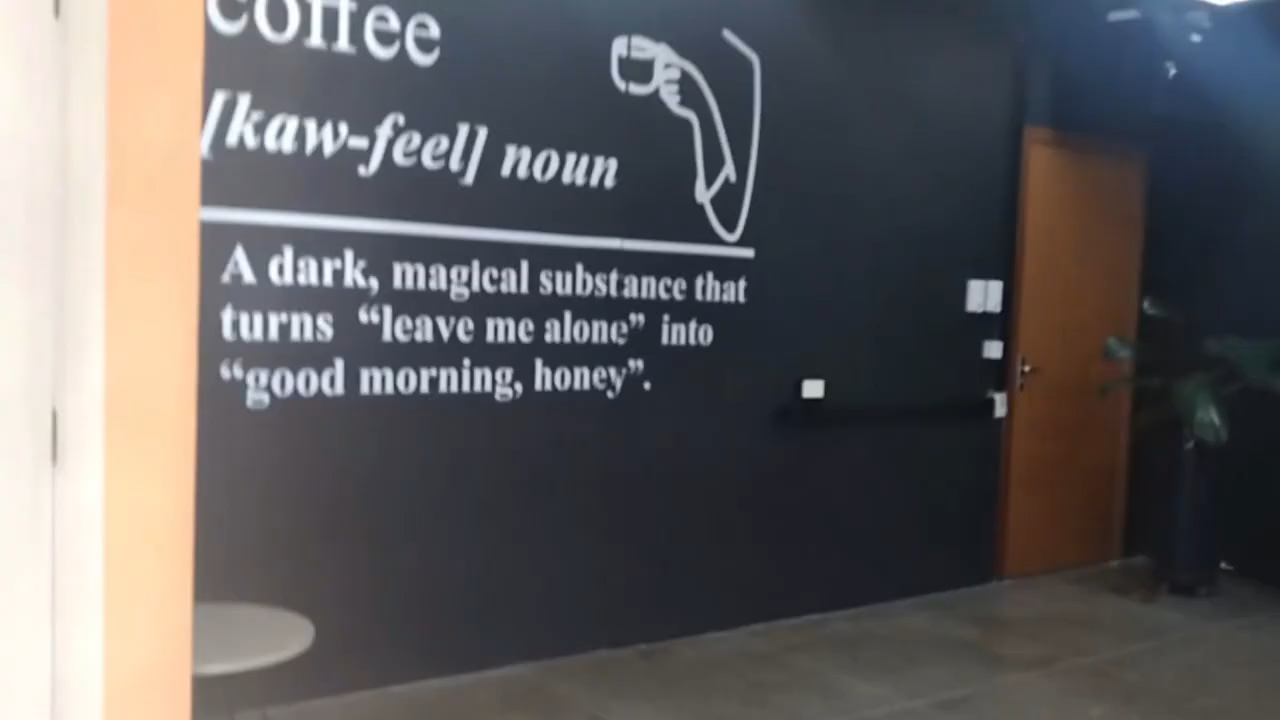 coffee
[kaw-feel] noun
A dark, magical substance that
turns “leave me alone” into
“good morning, honey”.